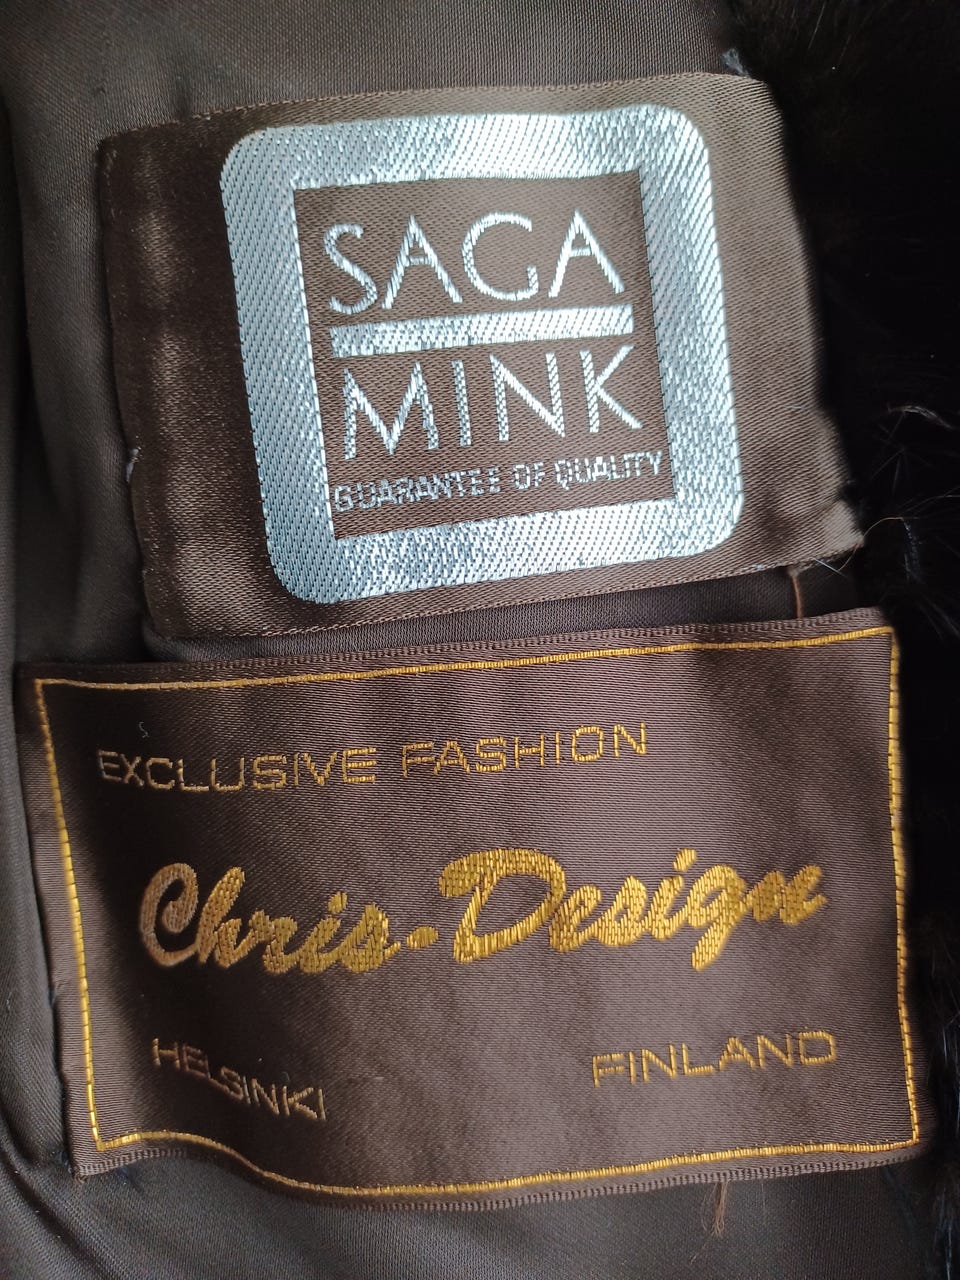 SAGA
MINK
GUARANTEE OF QUALITY
EXCLUSIVE FASHION
Chris-Design
HELSINKI FINLAND